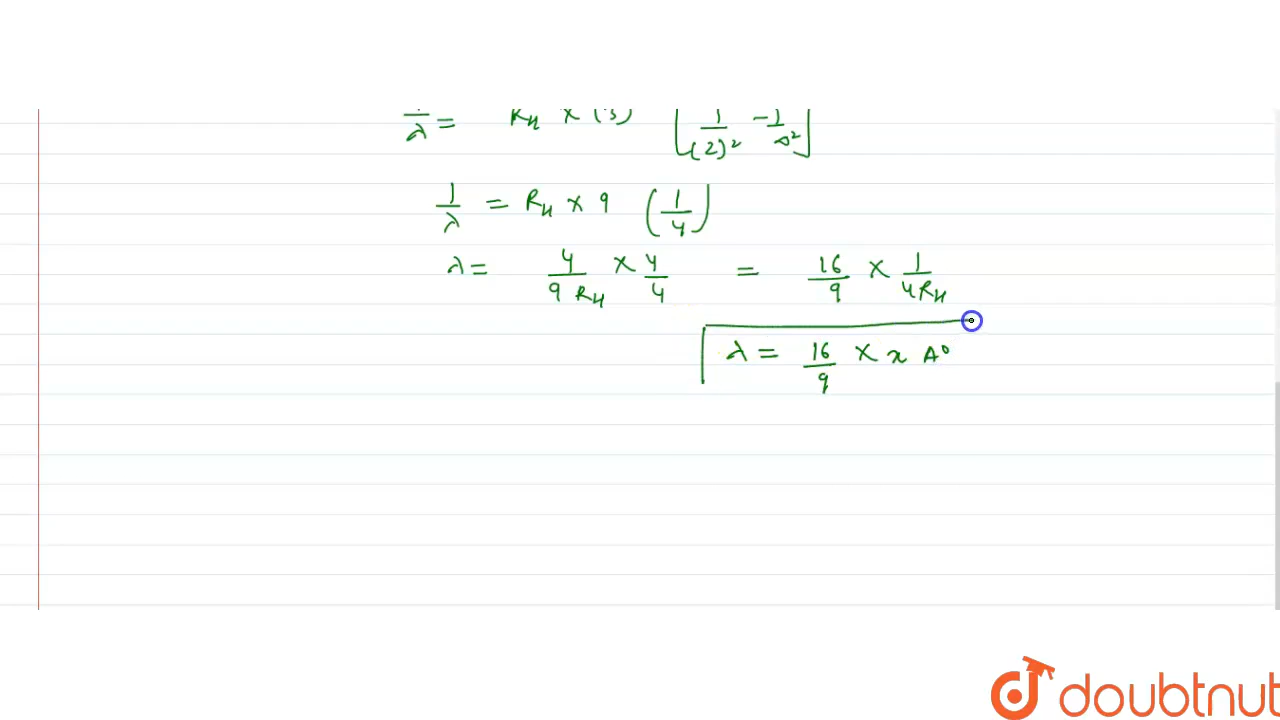 1/λ = R_H × (3)² [1/(2)² - 1/∞²]
1/λ = R_H × 9 (1/4)
λ = 4/9 R_H × 4/4 = 16/9 × 1/4R_H
λ = 16/9 × x A°
doubtnut